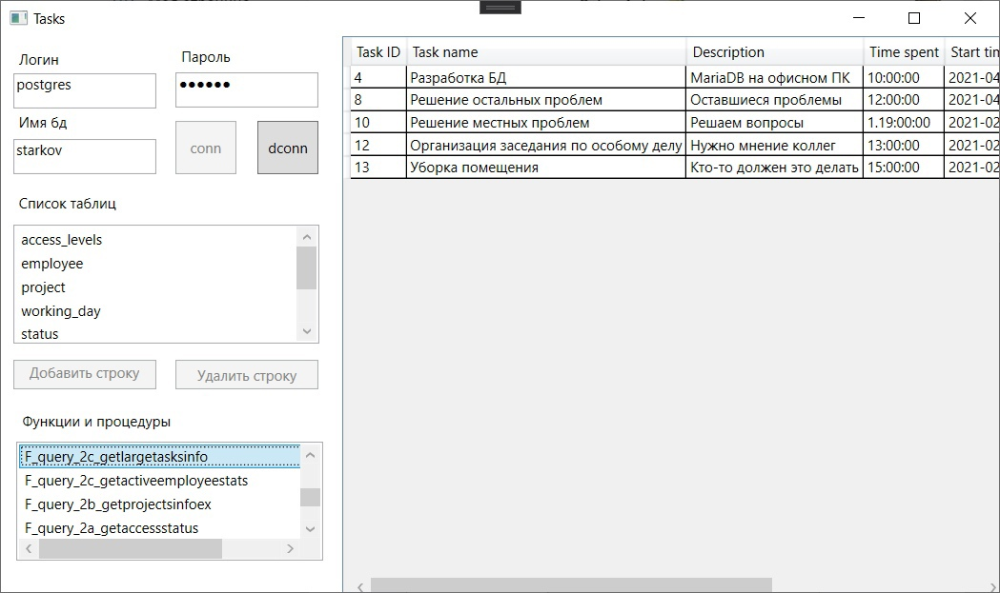 Tasks
Логин
Пароль
postgres
●●●●●●
Имя бд
starkov
conn
dconn
Список таблиц
access_levels
employee
project
working_day
status
Добавить строку
Удалить строку
Функции и процедуры
F_query_2c_getlargetasksinfo
F_query_2c_getactiveemployeestats
F_query_2b_getprojectsinfoex
F_query_2a_getaccessstatus
Task ID Task name Description Time spent Start tim
4 Разработка БД MariaDB на офисном ПК 10:00:00 2021-04
8 Решение остальных проблем Оставшиеся проблемы 12:00:00 2021-04
10 Решение местных проблем Решаем вопросы 1.19:00:00 2021-02
12 Организация заседания по особому делу Нужно мнение коллег 13:00:00 2021-02
13 Уборка помещения Кто-то должен это делать 15:00:00 2021-02